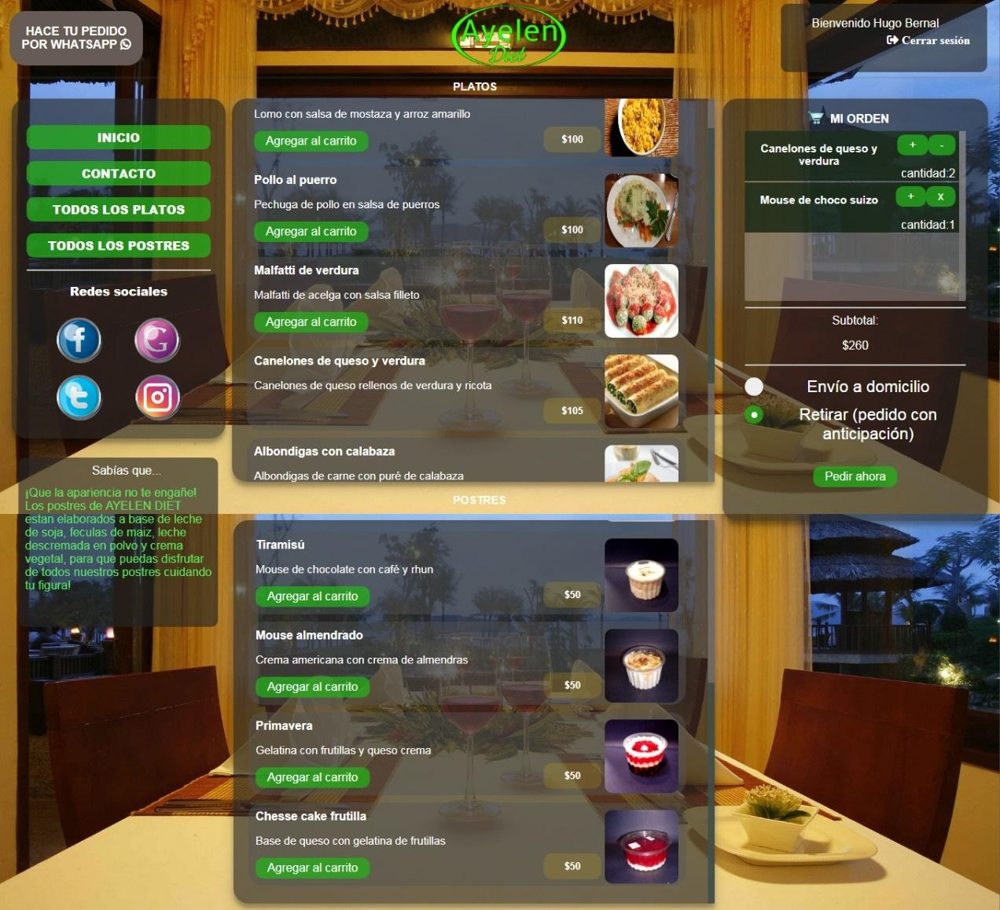 HACE TU PEDIDO
POR WHATSAPP
Ayelen
Diet
Bienvenido Hugo Bernal
Cerrar sesión
INICIO
CONTACTO
TODOS LOS PLATOS
TODOS LOS POSTRES
Redes sociales
Sabías que...
¡Que la apariencia no te engañe!
Los postres de AYELEN DIET
estan elaborados a base de leche
de soja, feculas de maiz, leche
descremada en polvo y crema
vegetal, para que puedas disfrutar
de todos nuestros postres cuidando
tu figura!
PLATOS
Lomo con salsa de mostaza y arroz amarillo
Agregar al carrito
$100
Pollo al puerro
Pechuga de pollo en salsa de puerros
Agregar al carrito
$100
Malfatti de verdura
Malfatti de acelga con salsa filleto
Agregar al carrito
$110
Canelones de queso y verdura
Canelones de queso rellenos de verdura y ricota
$105
Albondigas con calabaza
Albondigas de carne con puré de calabaza
POSTRES
Tiramisú
Mouse de chocolate con café y rhun
Agregar al carrito
$50
Mouse almendrado
Crema americana con crema de almendras
Agregar al carrito
$50
Primavera
Gelatina con frutillas y queso crema
Agregar al carrito
$50
Chesse cake frutilla
Base de queso con gelatina de frutillas
Agregar al carrito
$50
MI ORDEN
Canelones de queso y
verdura
+ -
cantidad:2
Mouse de choco suizo
+ x
cantidad:1
Subtotal:
$260
Envío a domicilio
Retirar (pedido con
anticipación)
Pedir ahora